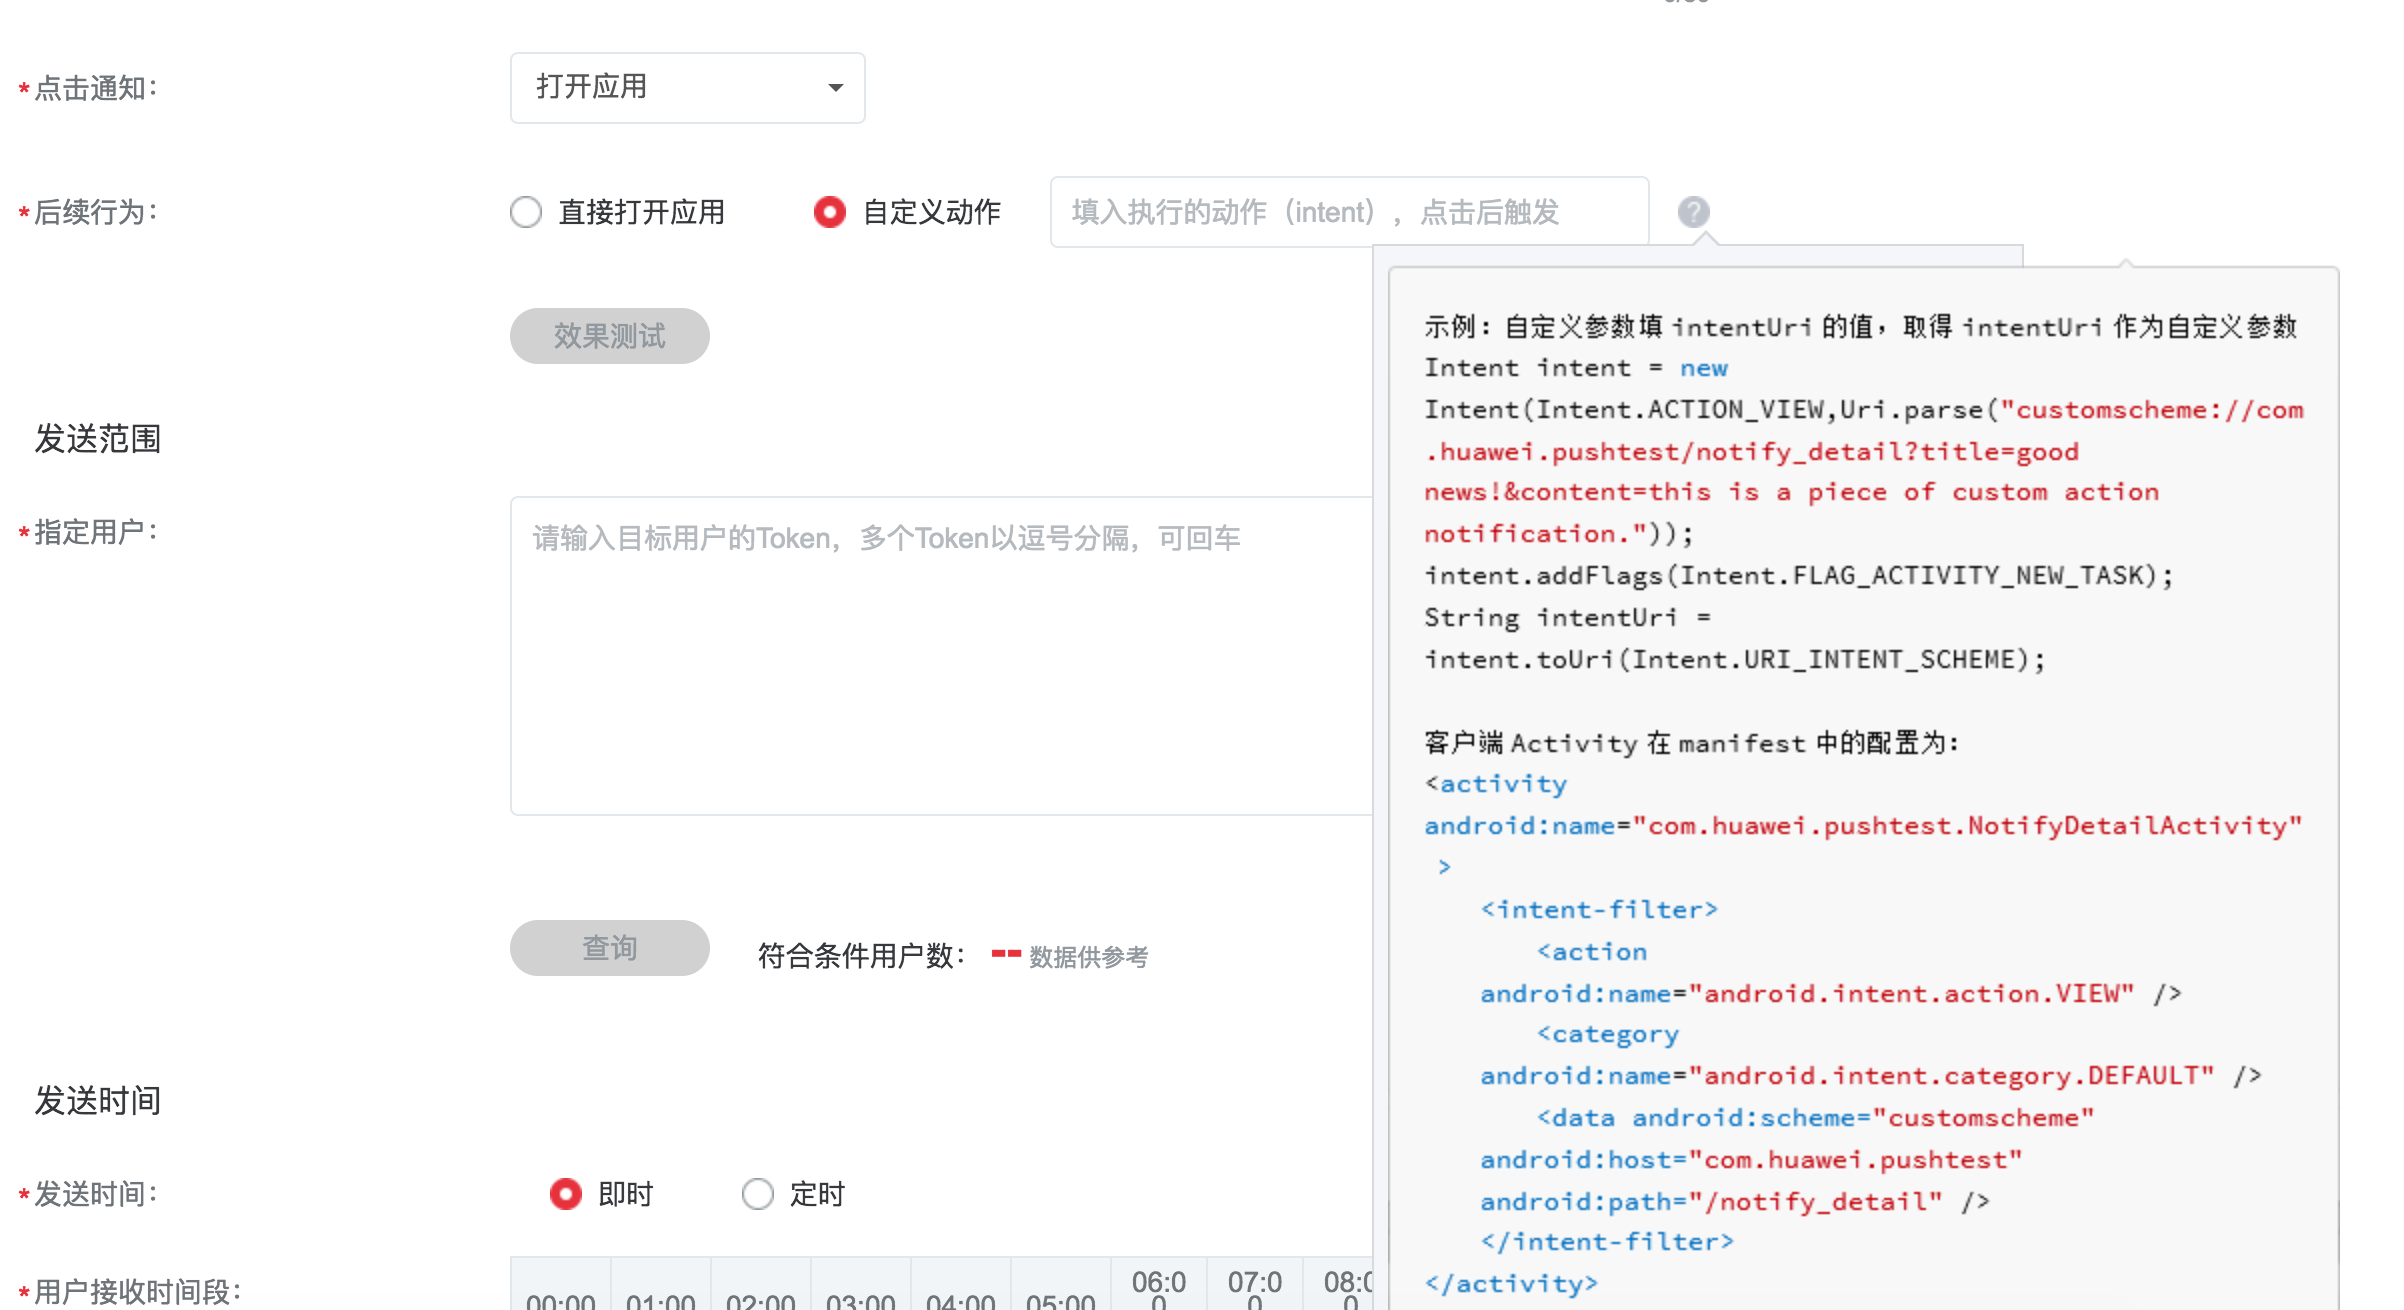 *点击通知：
打开应用
*后续行为：
直接打开应用
自定义动作
填入执行的动作（intent），点击后触发
?
效果测试
发送范围
*指定用户：
请输入目标用户的Token，多个Token以逗号分隔，可回车
查询
符合条件用户数：
-- 数据供参考
发送时间
*发送时间：
即时
定时
*用户接收时间段：
00:00 01:00 02:00 03:00 04:00 05:00 06:00 07:00
示例：自定义参数填 intentUri 的值，取得 intentUri 作为自定义参数
Intent intent = new
Intent(Intent.ACTION_VIEW,Uri.parse("customscheme://com
.huawei.pushtest/notify_detail?title=good
news!&content=this is a piece of custom action
notification."));
intent.addFlags(Intent.FLAG_ACTIVITY_NEW_TASK);
String intentUri =
intent.toUri(Intent.URI_INTENT_SCHEME);
客户端 Activity 在 manifest 中的配置为：
<activity
android:name="com.huawei.pushtest.NotifyDetailActivity"
>
<intent-filter>
<action
android:name="android.intent.action.VIEW" />
<category
android:name="android.intent.category.DEFAULT" />
<data android:scheme="customscheme"
android:host="com.huawei.pushtest"
android:path="/notify_detail" />
</intent-filter>
</activity>